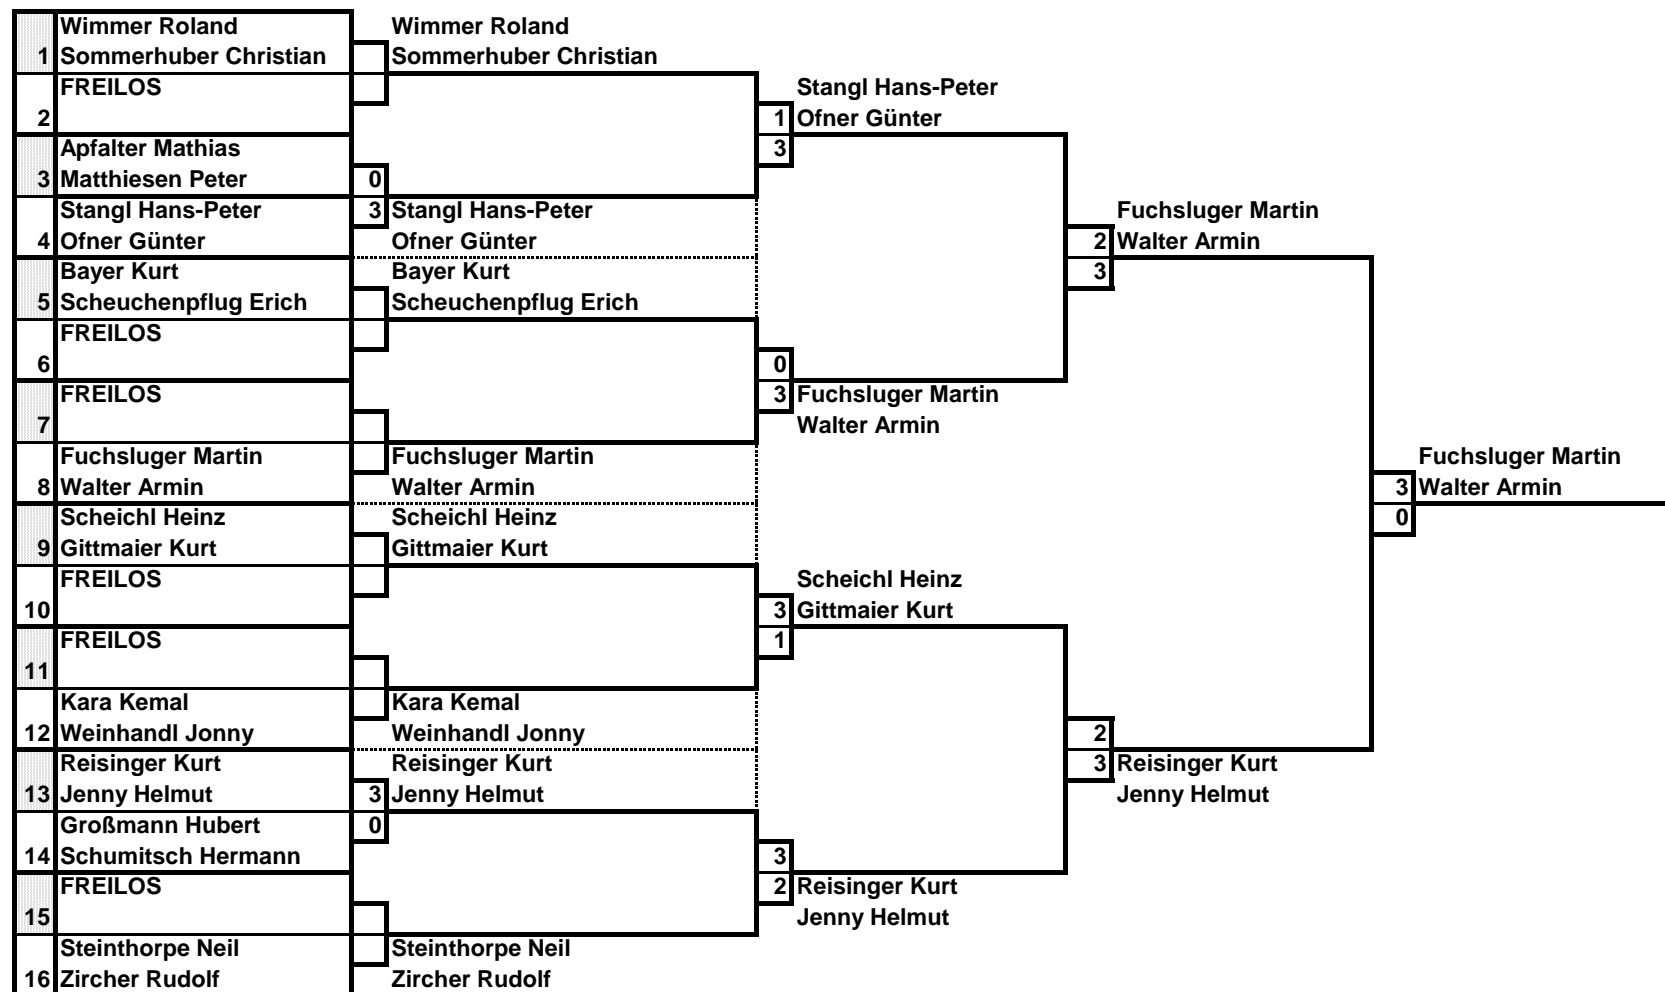 Wimmer Roland Wimmer Roland
1 Sommerhuber Christian Sommerhuber Christian
FREILOS Stangl Hans-Peter
2 1 Ofner Günter
Apfalter Mathias 3
3 Matthiesen Peter 0
Stangl Hans-Peter 3 Stangl Hans-Peter Fuchsluger Martin
4 Ofner Günter Ofner Günter 2 Walter Armin
Bayer Kurt Bayer Kurt 3
5 Scheuchenpflug Erich Scheuchenpflug Erich
FREILOS
6 0
FREILOS 3 Fuchsluger Martin
7 Walter Armin
Fuchsluger Martin Fuchsluger Martin Fuchsluger Martin
8 Walter Armin Walter Armin 3 Walter Armin
Scheichl Heinz Scheichl Heinz 0
9 Gittmaier Kurt Gittmaier Kurt
FREILOS Scheichl Heinz
10 3 Gittmaier Kurt
FREILOS 1
11
Kara Kemal Kara Kemal
12 Weinhandl Jonny Weinhandl Jonny 2
Reisinger Kurt Reisinger Kurt 3 Reisinger Kurt
13 Jenny Helmut 3 Jenny Helmut Jenny Helmut
Großmann Hubert 0
14 Schumitsch Hermann 3
FREILOS 2 Reisinger Kurt
15 Jenny Helmut
Steinthorpe Neil Steinthorpe Neil
16 Zircher Rudolf Zircher Rudolf